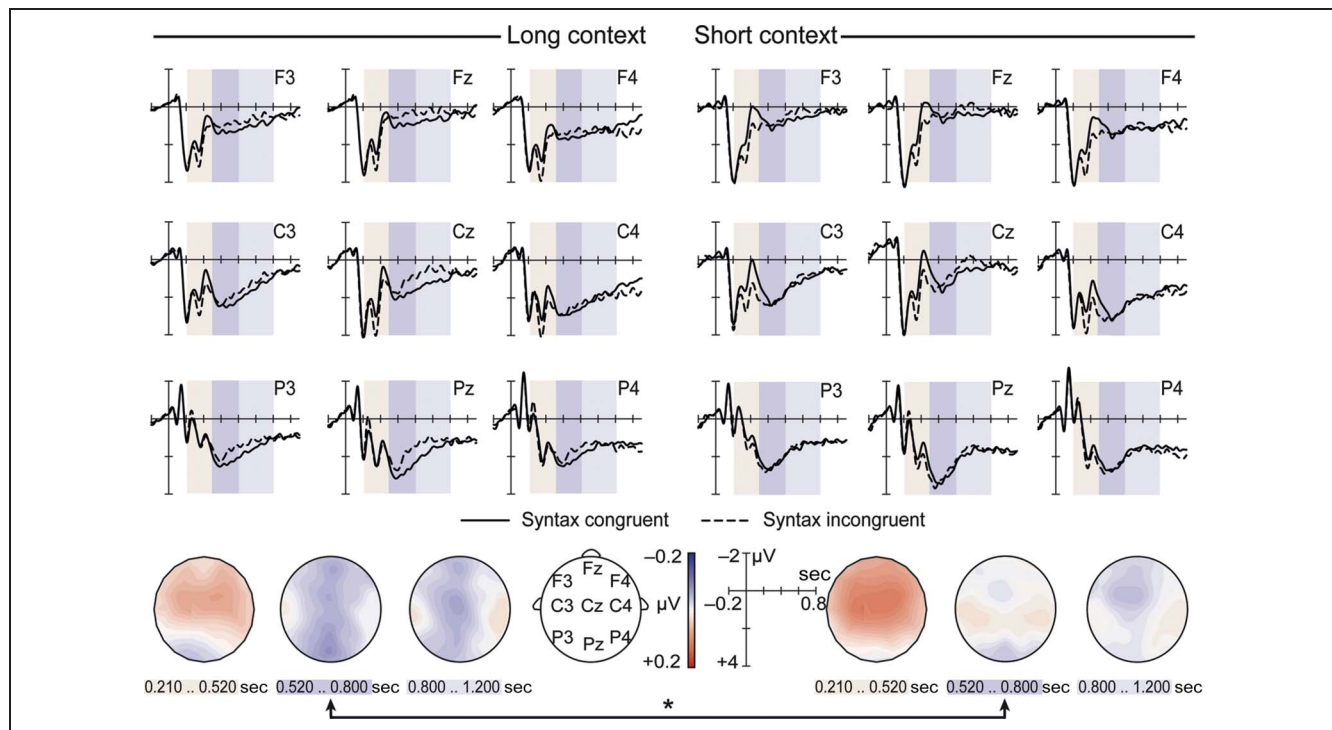 Long context Short context
F3 Fz F4 F3 Fz F4
C3 Cz C4 C3 Cz C4
P3 Pz P4 P3 Pz P4
Syntax congruent Syntax incongruent
Fz
F3 F4
C3 Cz C4
P3 Pz P4
–0.2
μV
+0.2
–2 μV
sec
–0.2 0.8
+4
0.210 .. 0.520 sec 0.520 .. 0.800 sec 0.800 .. 1.200 sec 0.210 .. 0.520 sec 0.520 .. 0.800 sec 0.800 .. 1.200 sec
*